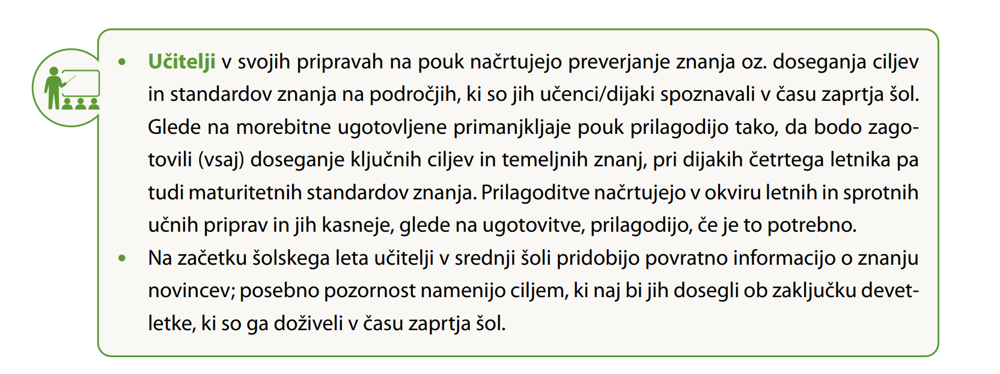 • Učitelji v svojih pripravah na pouk načrtujejo preverjanje znanja oz. doseganja ciljev
in standardov znanja na področjih, ki so jih učenci/dijaki spoznavali v času zaprtja šol.
Glede na morebitne ugotovljene primanjkljaje pouk prilagodijo tako, da bodo zago-
tovili (vsaj) doseganje ključnih ciljev in temeljnih znanj, pri dijakih četrtega letnika pa
tudi maturitetnih standardov znanja. Prilagoditve načrtujejo v okviru letnih in sprotnih
učnih priprav in jih kasneje, glede na ugotovitve, prilagodijo, če je to potrebno.
• Na začetku šolskega leta učitelji v srednji šoli pridobijo povratno informacijo o znanju
novincev; posebno pozornost namenijo ciljem, ki naj bi jih dosegli ob zaključku devet-
letke, ki so ga doživeli v času zaprtja šol.